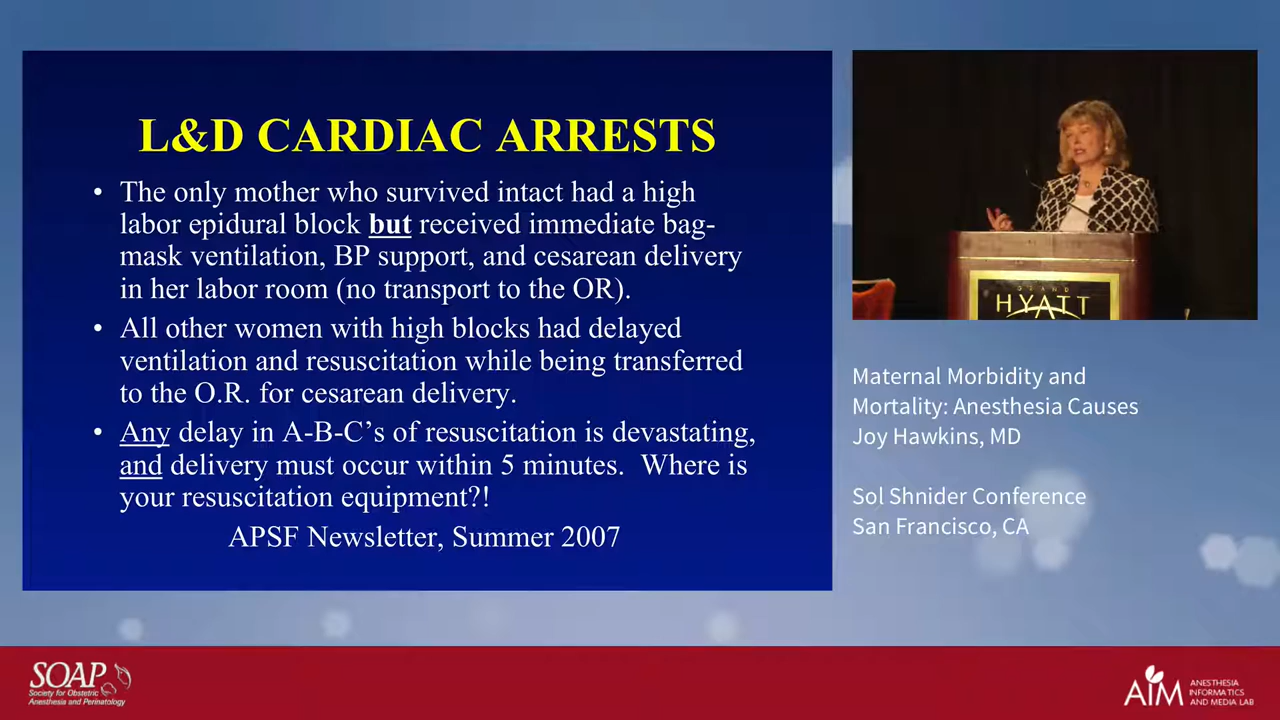 L&D CARDIAC ARRESTS
• The only mother who survived intact had a high
labor epidural block but received immediate bag-
mask ventilation, BP support, and cesarean delivery
in her labor room (no transport to the OR).
• All other women with high blocks had delayed
ventilation and resuscitation while being transferred
to the O.R. for cesarean delivery.
• Any delay in A-B-C’s of resuscitation is devastating,
and delivery must occur within 5 minutes. Where is
your resuscitation equipment?!
APSF Newsletter, Summer 2007
GRAND
HYATT
Maternal Morbidity and
Mortality: Anesthesia Causes
Joy Hawkins, MD
Sol Shnider Conference
San Francisco, CA
SOAP
Society for Obstetric
Anesthesia and Perinatology
AIM
ANESTHESIA
INFORMATICS
AND MEDIA LAB